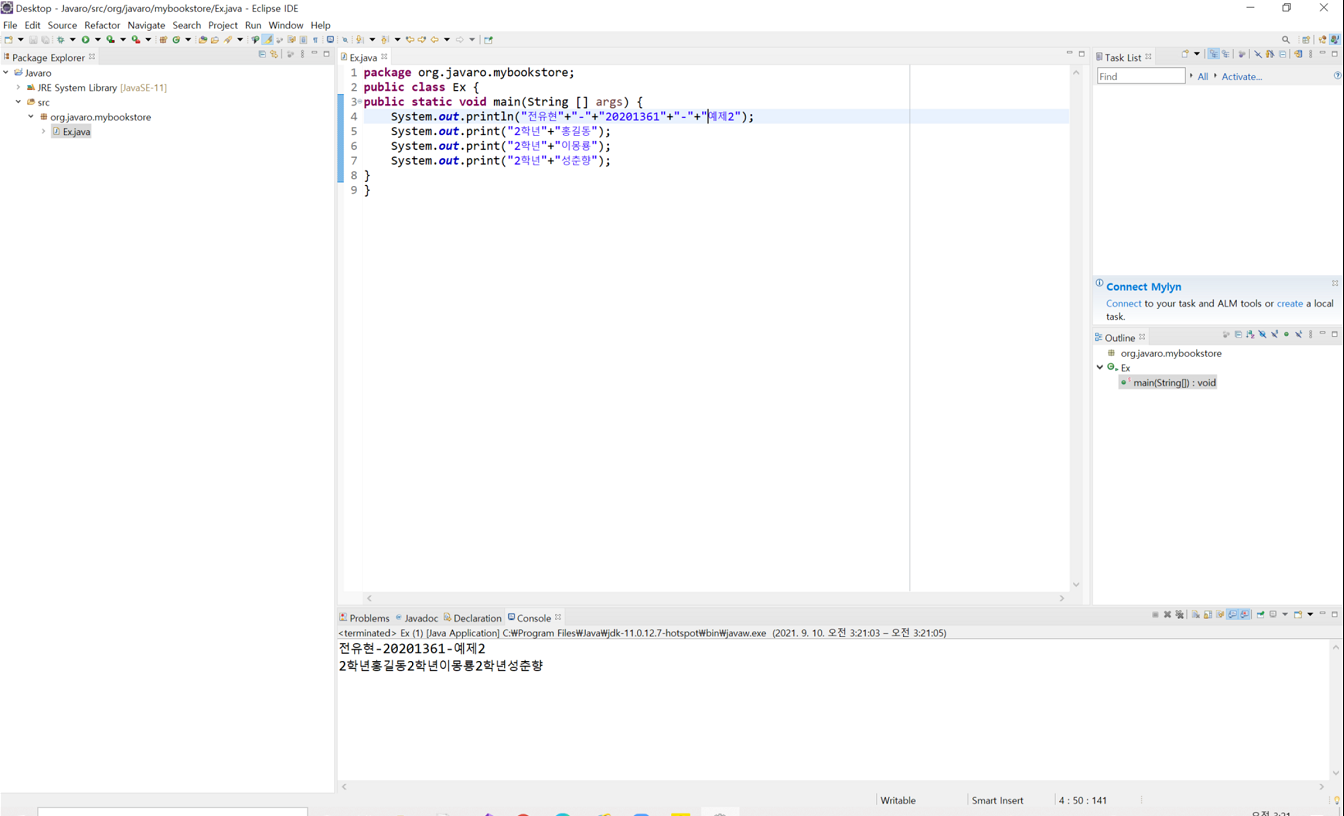 Desktop - Javaro/src/org/javaro/mybookstore/Ex.java - Eclipse IDE
File Edit Source Refactor Navigate Search Project Run Window Help
Package Explorer
Javaro
JRE System Library [JavaSE-11]
src
org.javaro.mybookstore
Ex.java
Ex.java
1 package org.javaro.mybookstore;
2 public class Ex {
3 public static void main(String [] args) {
4 System.out.println("전유현"+"-"+"20201361"+"-"+"예제2");
5 System.out.print("2학년"+"홍길동");
6 System.out.print("2학년"+"이몽룡");
7 System.out.print("2학년"+"성춘향");
8 }
9 }
Task List
Find All Activate...
Connect Mylyn
Connect to your task and ALM tools or create a local
task.
Outline
org.javaro.mybookstore
Ex
main(String[]) : void
Problems Javadoc Declaration Console
<terminated> Ex (1) [Java Application] C:₩Program Files₩Java₩jdk-11.0.12.7-hotspot₩bin₩javaw.exe (2021. 9. 10. 오전 3:21:03 – 오전 3:21:05)
전유현-20201361-예제2
2학년홍길동2학년이몽룡2학년성춘향
Writable Smart Insert 4 : 50 : 141
오전 3:21